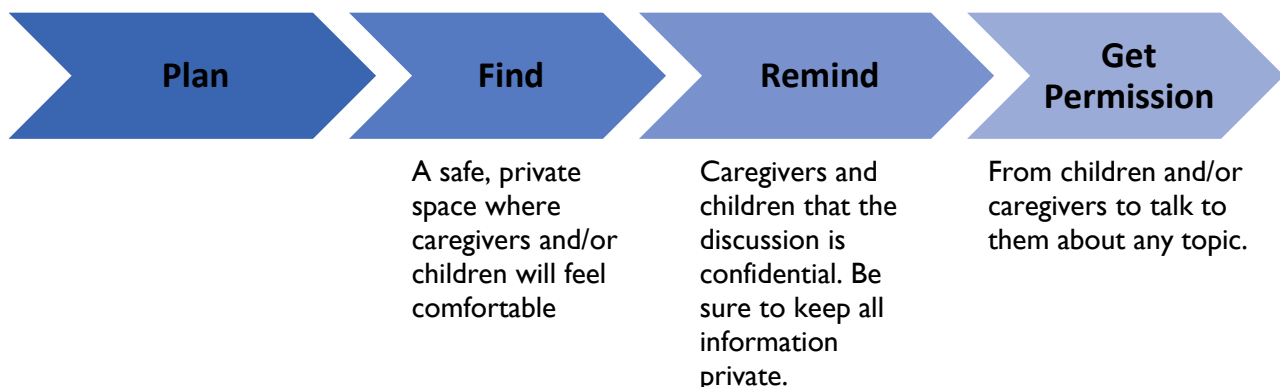 Plan
Find
Remind
Get
Permission
A safe, private
space where
caregivers and/or
children will feel
comfortable
Caregivers and
children that the
discussion is
confidential. Be
sure to keep all
information
private.
From children and/or
caregivers to talk to
them about any topic.